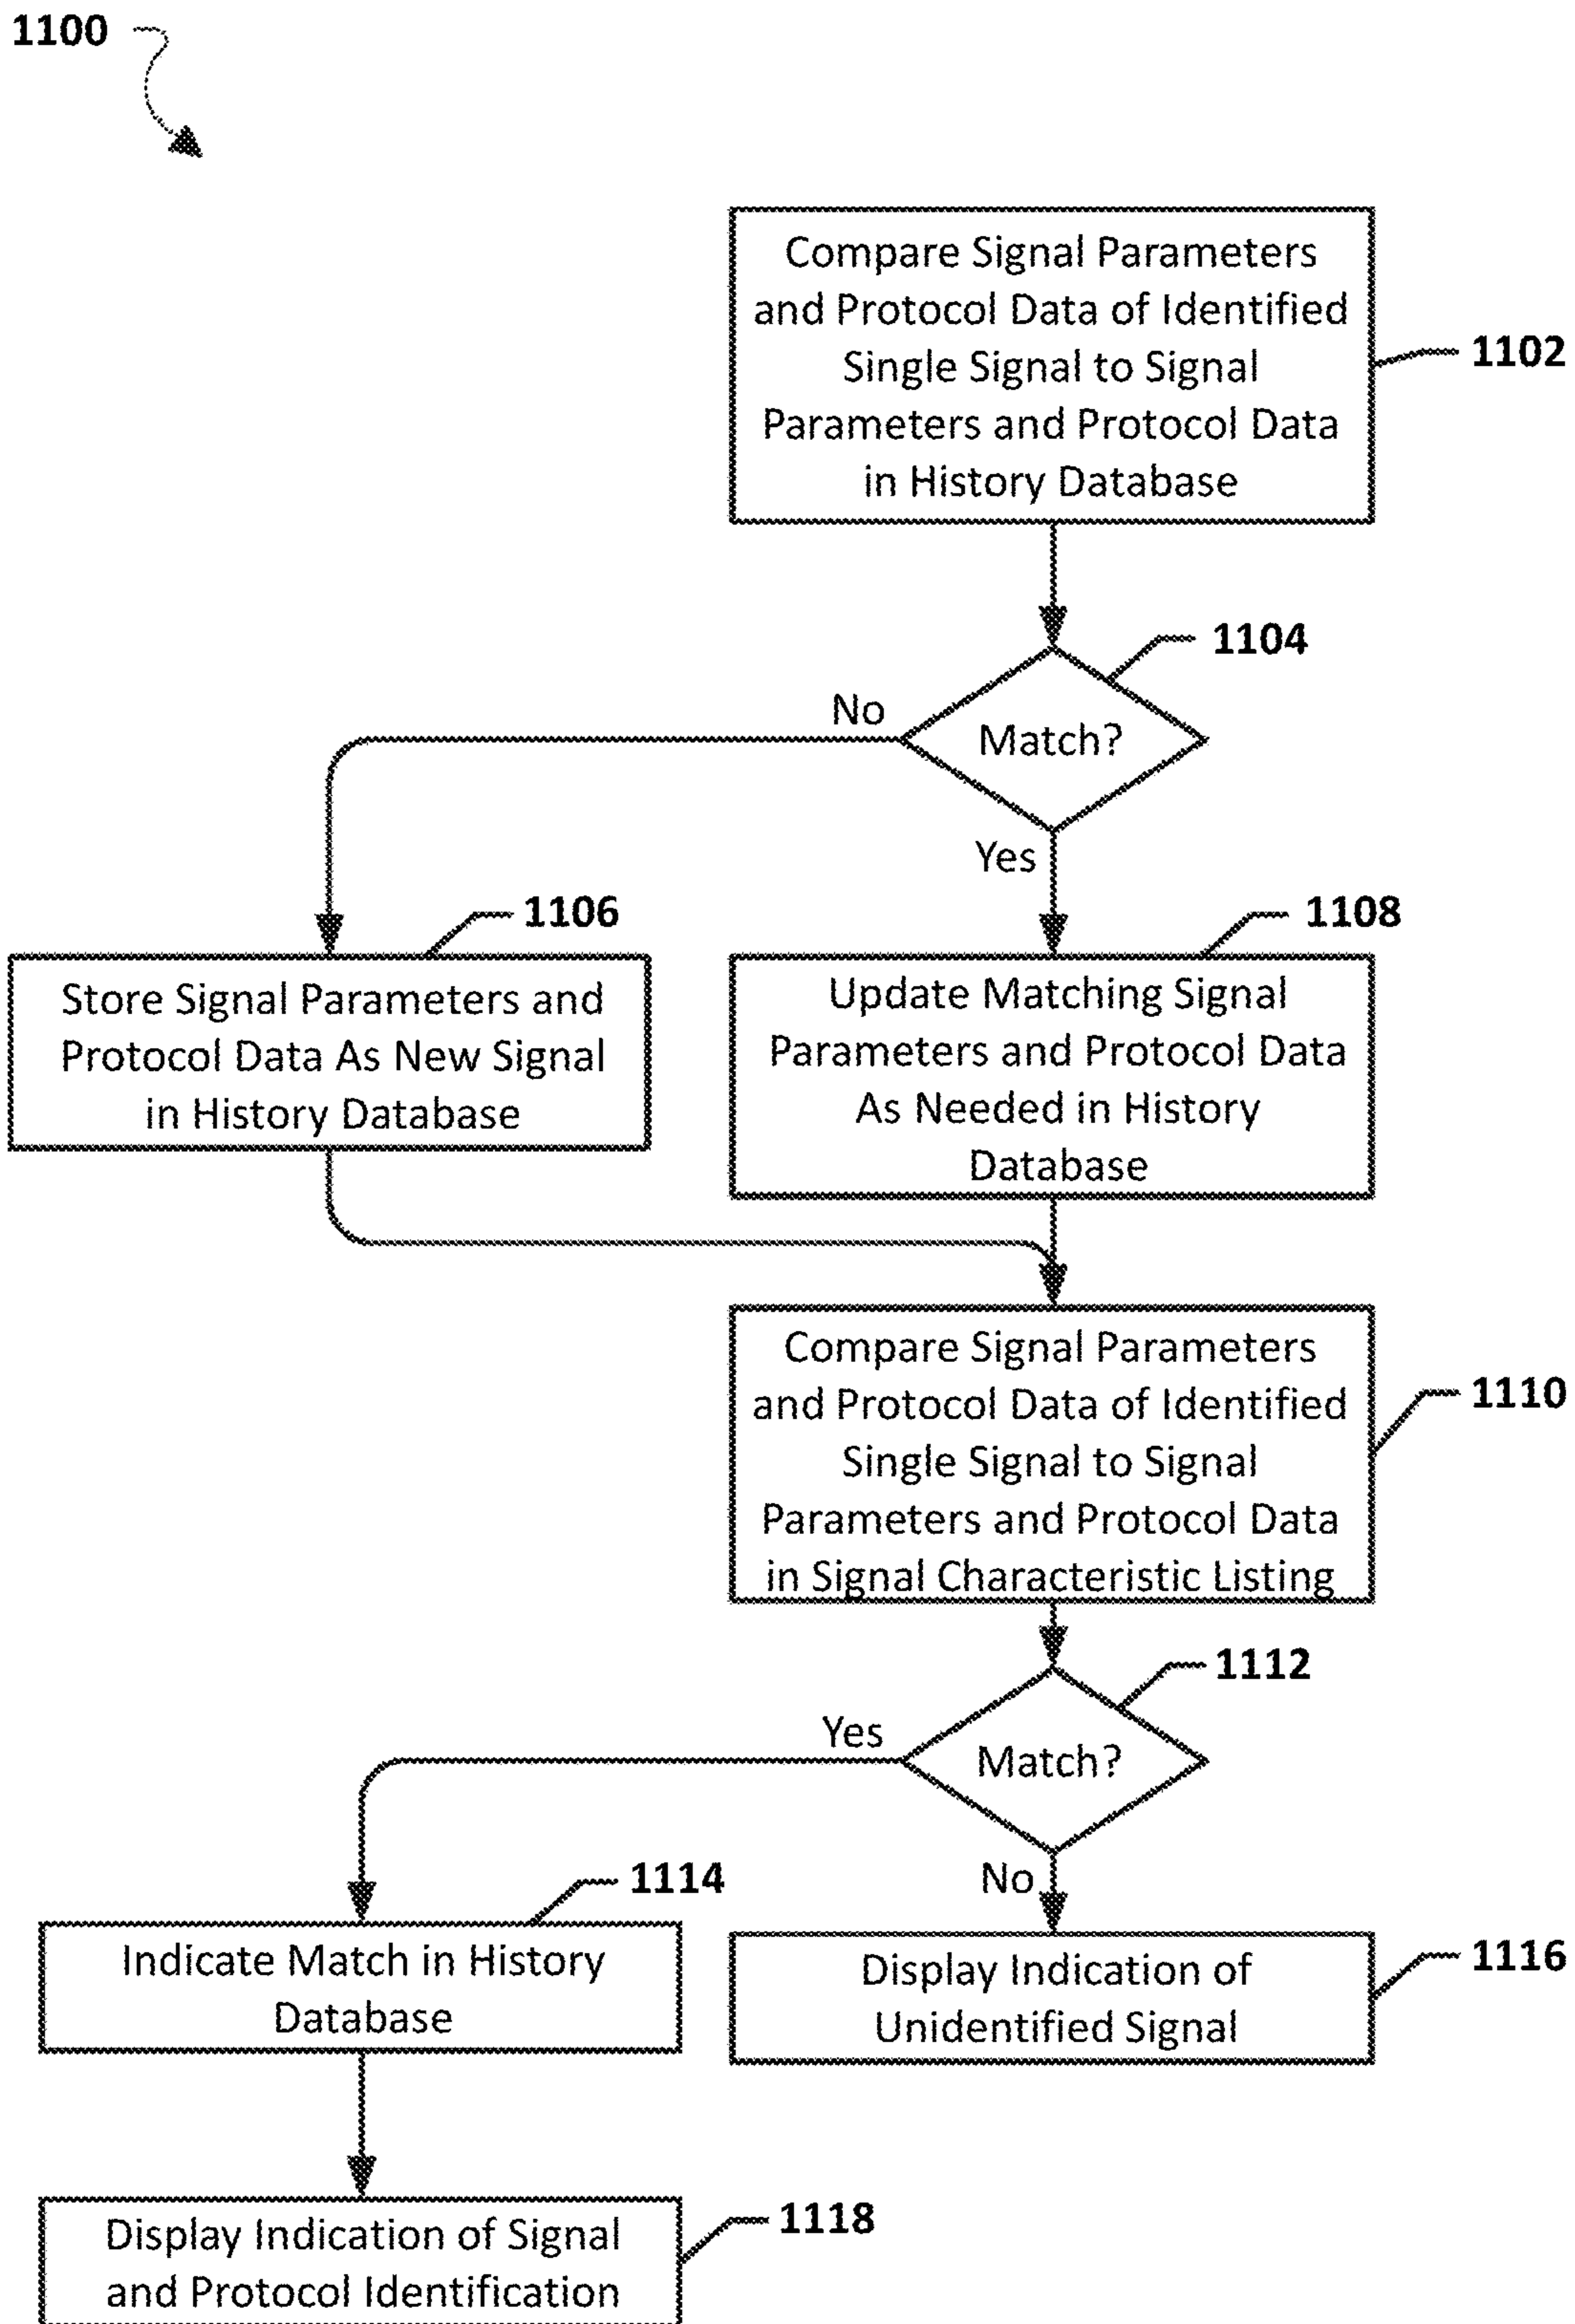 1100
Compare Signal Parameters
and Protocol Data of Identified
Single Signal to Signal
Parameters and Protocol Data
in History Database
1102
1104
No
Match?
Yes
1106
1108
Store Signal Parameters and
Protocol Data As New Signal
in History Database
Update Matching Signal
Parameters and Protocol Data
As Needed in History
Database
Compare Signal Parameters
and Protocol Data of Identified
Single Signal to Signal
Parameters and Protocol Data
in Signal Characteristic Listing
1110
1112
Yes
Match?
No
1114
Indicate Match in History
Database
Display Indication of
Unidentified Signal
1116
Display Indication of Signal
and Protocol Identification
1118